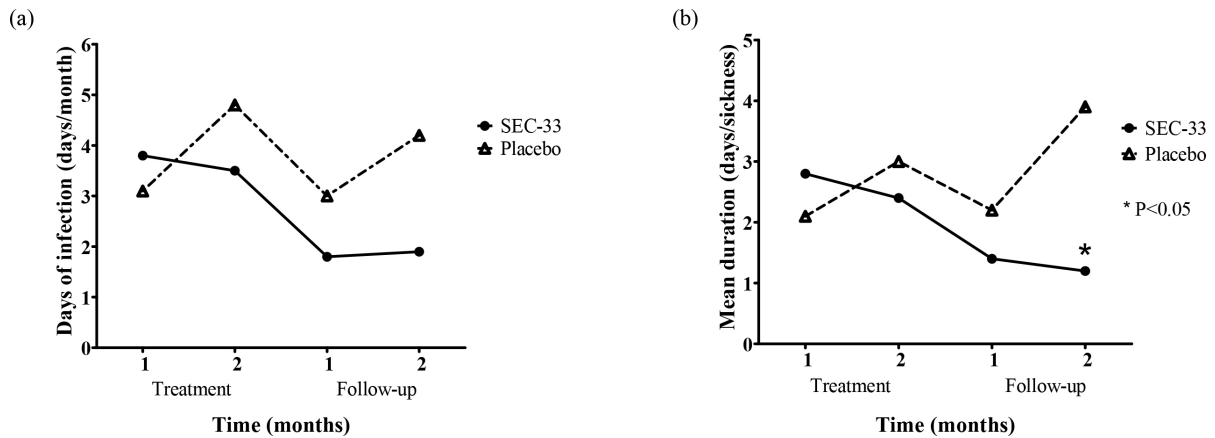 (a)
Days of infection (days/month)
6
5
4
3
2
1
0
1 2 1 2
Treatment Follow-up
Time (months)
SEC-33
Placebo
(b)
Mean duration (days/sickness)
5
4
3
2
1
0
*
1 2 1 2
Treatment Follow-up
Time (months)
SEC-33
Placebo
* P<0.05